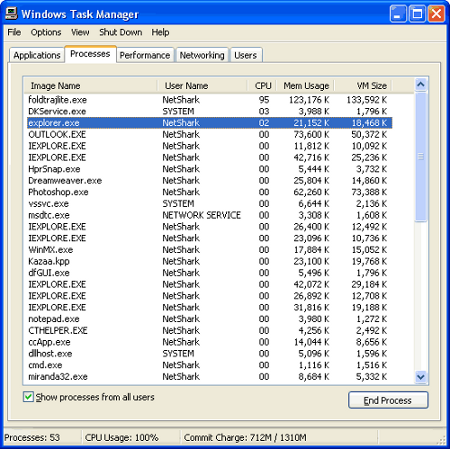 Windows Task Manager
File Options View Shut Down Help
Applications Processes Performance Networking Users
Image Name User Name CPU Mem Usage VM Size
foldtrajlite.exe NetShark 95 123,176 K 133,592 K
DKService.exe SYSTEM 03 3,988 K 1,796 K
explorer.exe NetShark 02 21,152 K 18,468 K
OUTLOOK.EXE NetShark 00 73,600 K 50,372 K
IEXPLORE.EXE NetShark 00 11,812 K 10,092 K
IEXPLORE.EXE NetShark 00 42,716 K 25,236 K
HprSnap.exe NetShark 00 5,444 K 3,732 K
Dreamweaver.exe NetShark 00 25,804 K 14,860 K
Photoshop.exe NetShark 00 62,260 K 73,388 K
vssvc.exe SYSTEM 00 6,644 K 2,136 K
msdtc.exe NETWORK SERVICE 00 3,308 K 1,608 K
IEXPLORE.EXE NetShark 00 26,400 K 12,492 K
IEXPLORE.EXE NetShark 00 23,096 K 10,736 K
WinMX.exe NetShark 00 17,884 K 15,052 K
Kazaa.kpp NetShark 00 23,100 K 19,768 K
dfGUI.exe NetShark 00 5,496 K 1,796 K
IEXPLORE.EXE NetShark 00 42,072 K 29,184 K
IEXPLORE.EXE NetShark 00 26,892 K 12,708 K
IEXPLORE.EXE NetShark 00 31,816 K 19,188 K
notepad.exe NetShark 00 3,980 K 1,272 K
CTHELPER.EXE NetShark 00 4,256 K 2,492 K
ccApp.exe NetShark 00 14,044 K 8,656 K
dllhost.exe SYSTEM 00 5,096 K 1,596 K
cmd.exe NetShark 00 1,116 K 1,516 K
miranda32.exe NetShark 00 8,684 K 5,332 K
Show processes from all users End Process
Processes: 53 CPU Usage: 100% Commit Charge: 712M / 1310M